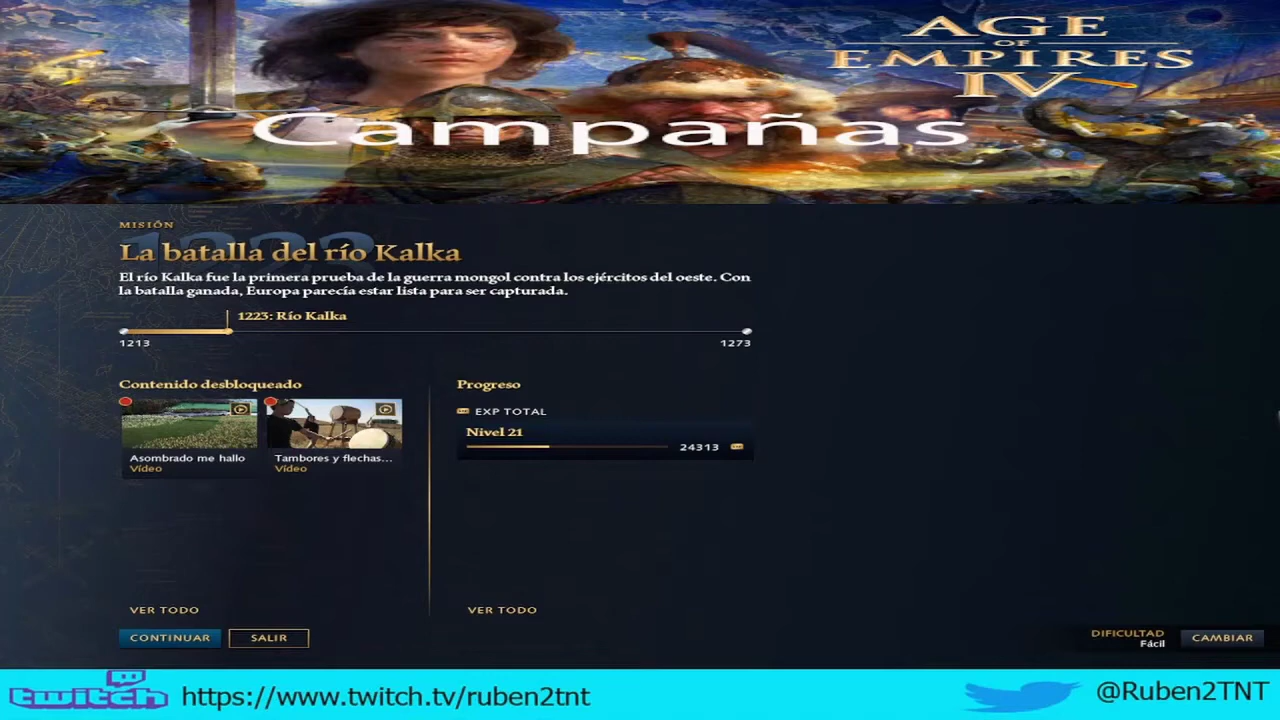 AGE
OF
EMPIRES
IV
Campañas
MISIÓN
1223
La batalla del río Kalka
El río Kalka fue la primera prueba de la guerra mongol contra los ejércitos del oeste. Con
la batalla ganada, Europa parecía estar lista para ser capturada.
1223: Río Kalka
1213
1273
Contenido desbloqueado
Asombrado me hallo
Vídeo
Tambores y flechas...
Vídeo
VER TODO
Progreso
EXP TOTAL
Nivel 21
24313
VER TODO
CONTINUAR
SALIR
DIFICULTAD
Fácil
CAMBIAR
twitch
https://www.twitch.tv/ruben2tnt
@Ruben2TNT